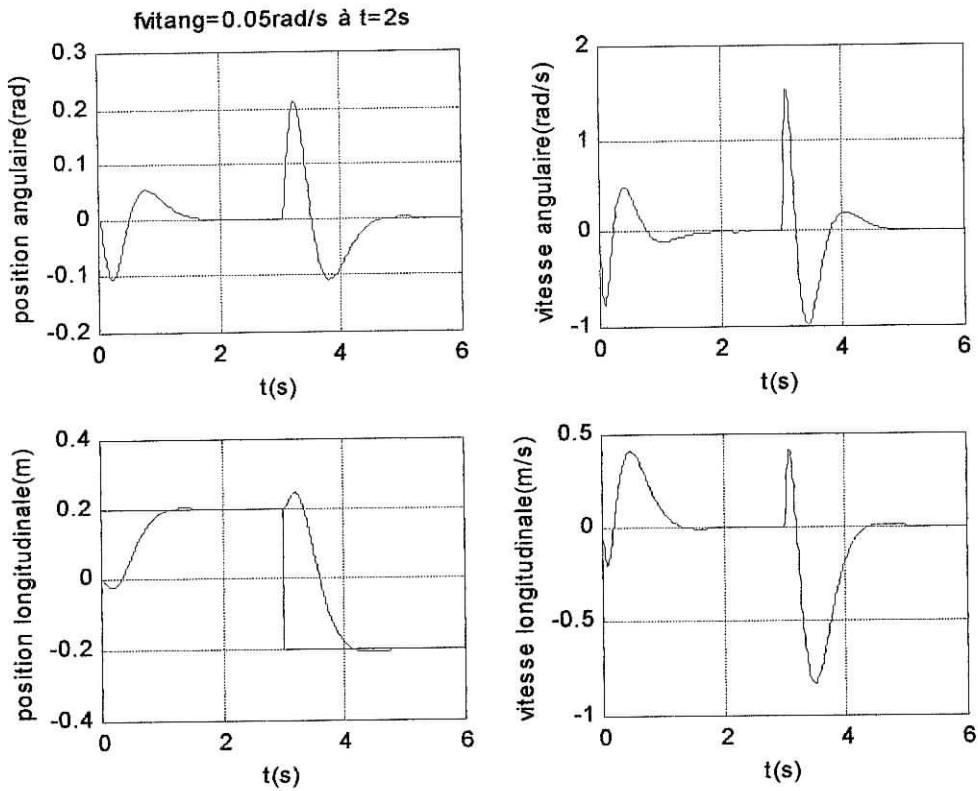 fvitang=0.05rad/s à t=2s
0.3
0.2
0.1
0
-0.1
-0.2
position angulaire(rad)
0 2 4 6
t(s)
2
1
0
-1
vitesse angulaire(rad/s)
0 2 4 6
t(s)
0.4
0.2
0
-0.2
-0.4
position longitudinale(m)
0 2 4 6
t(s)
0.5
0
-0.5
-1
vitesse longitudinale(m/s)
0 2 4 6
t(s)